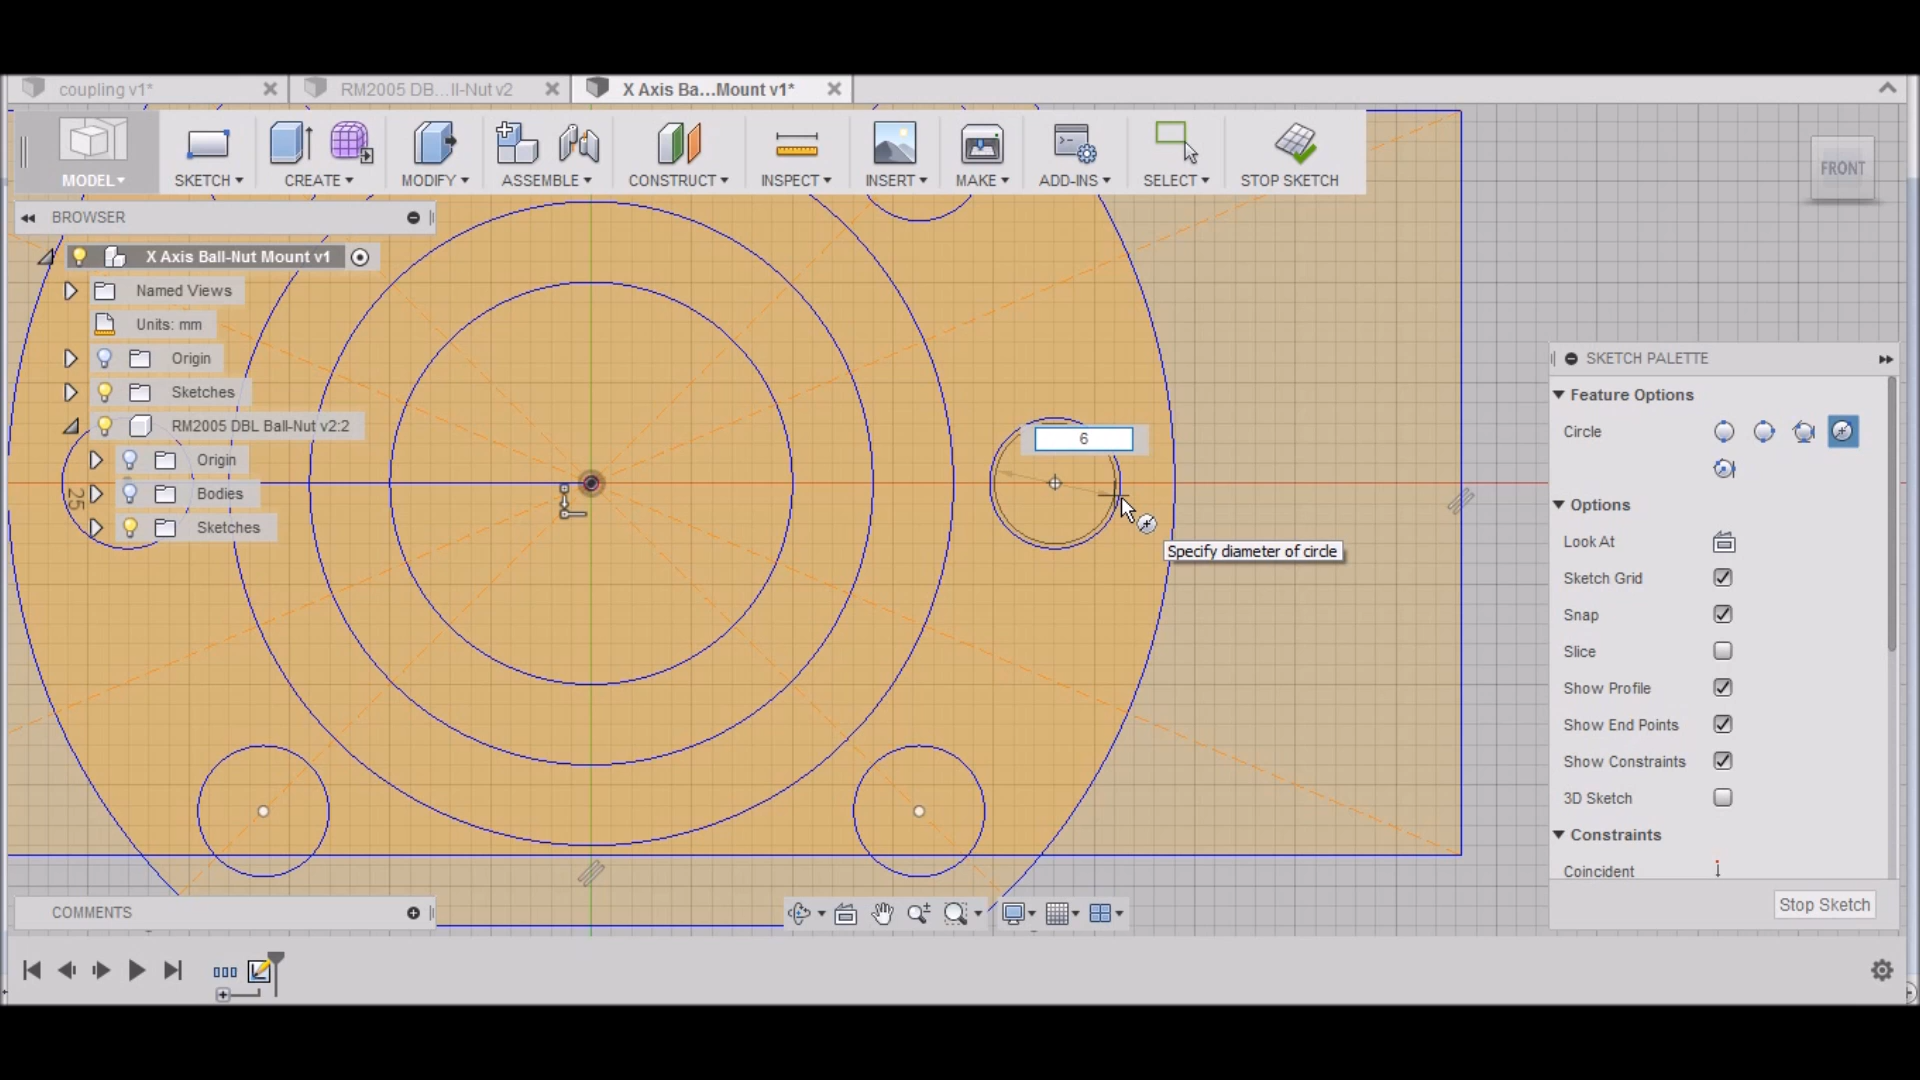 coupling v1*
RM2005 DB...ll-Nut v2
X Axis Ba...Mount v1*
MODEL
SKETCH
CREATE
MODIFY
ASSEMBLE
CONSTRUCT
INSPECT
INSERT
MAKE
ADD-INS
SELECT
STOP SKETCH
FRONT
BROWSER
X Axis Ball-Nut Mount v1
Named Views
Units: mm
Origin
Sketches
RM2005 DBL Ball-Nut v2:2
Origin
Bodies
Sketches
25
6
Specify diameter of circle
SKETCH PALETTE
Feature Options
Circle
Options
Look At
Sketch Grid
Snap
Slice
Show Profile
Show End Points
Show Constraints
3D Sketch
Constraints
Coincident
Stop Sketch
COMMENTS